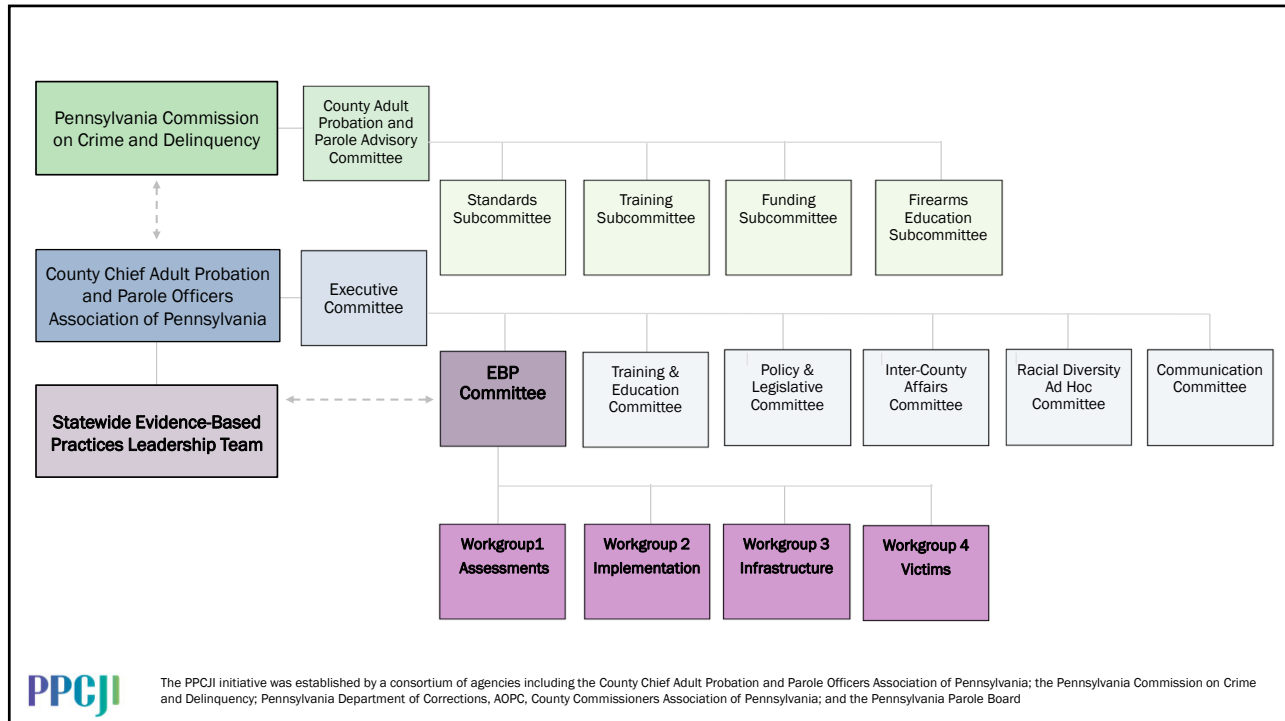 Pennsylvania Commission
on Crime and Delinquency
County Adult
Probation and
Parole Advisory
Committee
Standards
Subcommittee
Training
Subcommittee
Funding
Subcommittee
Firearms
Education
Subcommittee
County Chief Adult Probation
and Parole Officers
Association of Pennsylvania
Executive
Committee
EBP
Committee
Training &
Education
Committee
Policy &
Legislative
Committee
Inter-County
Affairs
Committee
Racial Diversity
Ad Hoc
Committee
Communication
Committee
Statewide Evidence-Based
Practices Leadership Team
Workgroup1
Assessments
Workgroup 2
Implementation
Workgroup 3
Infrastructure
Workgroup 4
Victims
PPCJI
The PPCJI initiative was established by a consortium of agencies including the County Chief Adult Probation and Parole Officers Association of Pennsylvania; the Pennsylvania Commission on Crime
and Delinquency; Pennsylvania Department of Corrections, AOPC, County Commissioners Association of Pennsylvania; and the Pennsylvania Parole Board